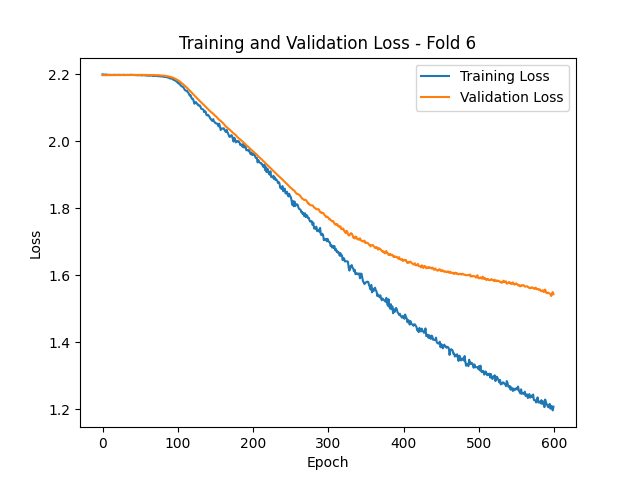 Training and Validation Loss - Fold 6
Training Loss
Validation Loss
2.2
2.0
1.8
1.6
1.4
1.2
Loss
0 100 200 300 400 500 600
Epoch